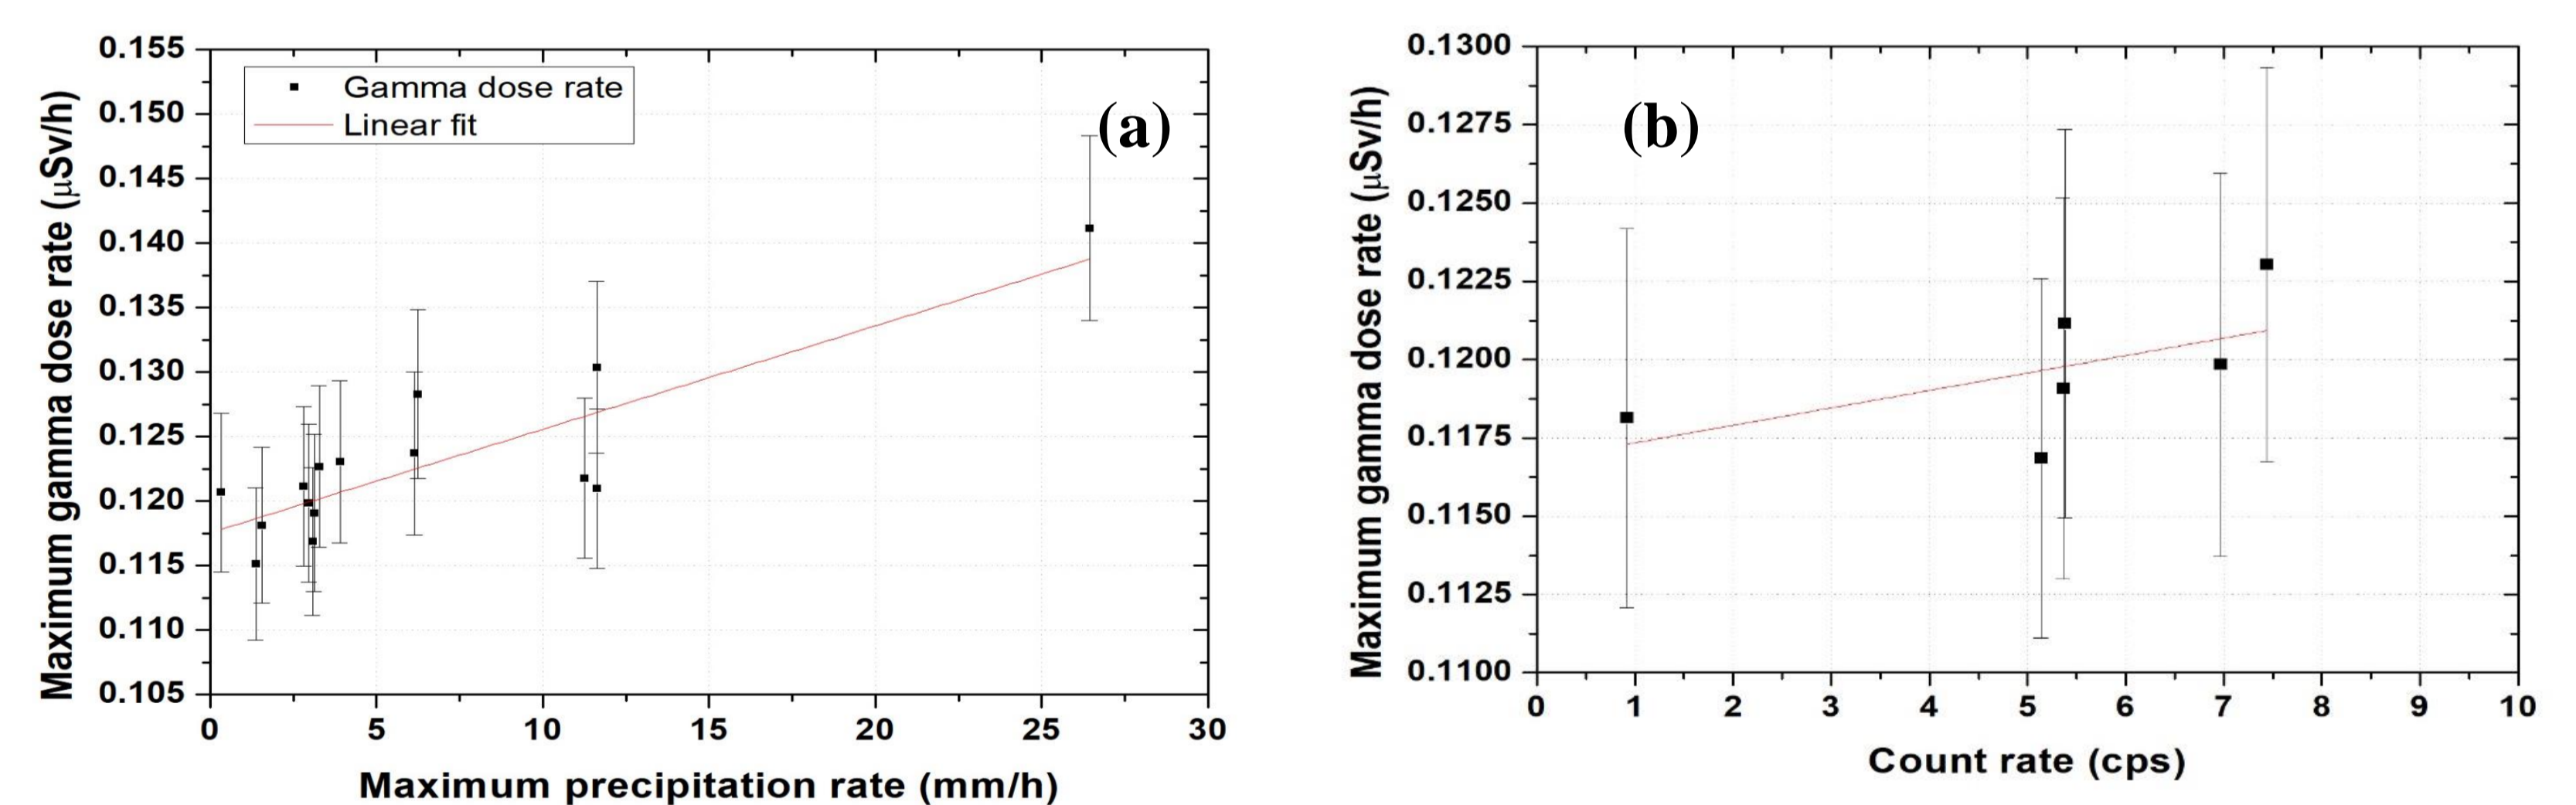 Maximum gamma dose rate (μSv/h)
0.155
0.150
0.145
0.140
0.135
0.130
0.125
0.120
0.115
0.110
0.105
Gamma dose rate
Linear fit
(a)
0 5 10 15 20 25 30
Maximum precipitation rate (mm/h)
Maximum gamma dose rate (μSv/h)
0.1300
0.1275
0.1250
0.1225
0.1200
0.1175
0.1150
0.1125
0.1100
(b)
0 1 2 3 4 5 6 7 8 9 10
Count rate (cps)